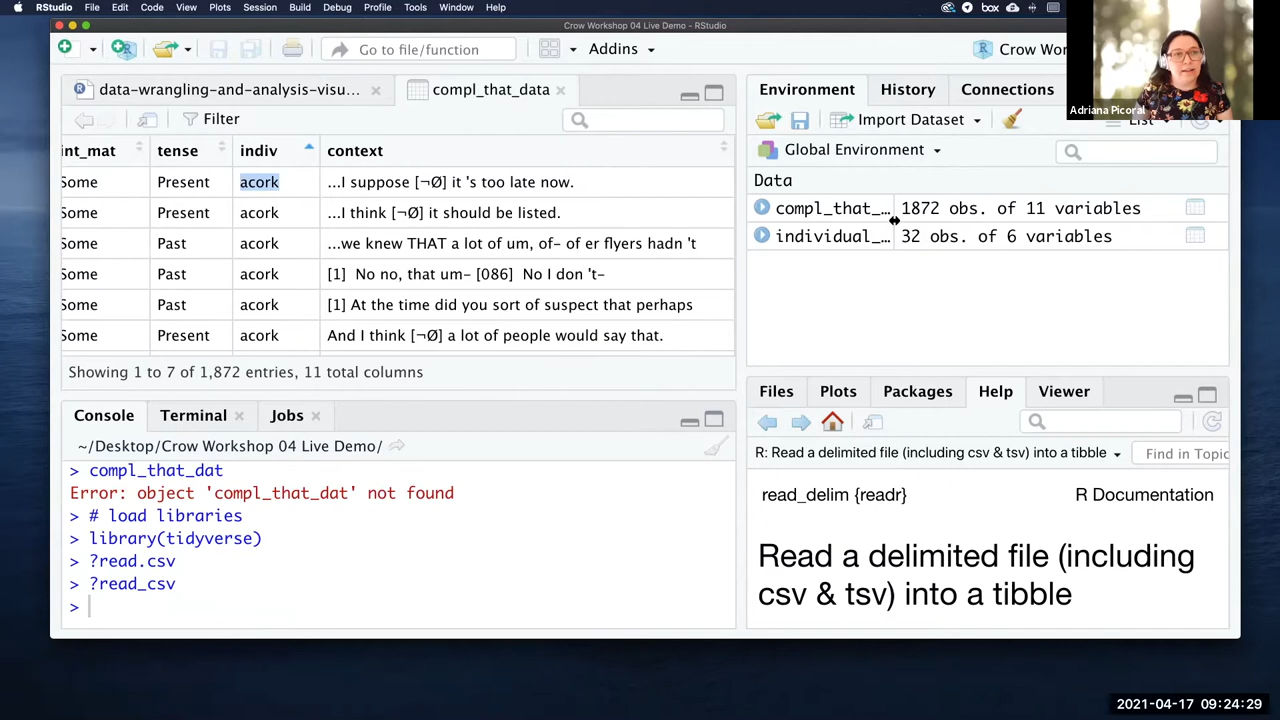 RStudio File Edit Code View Plots Session Build Debug Profile Tools Window Help box
Crow Workshop 04 Live Demo - RStudio
Go to file/function Addins Crow Wor
data-wrangling-and-analysis-visu... compl_that_data
Filter
int_mat tense indiv context
Some Present acork ...I suppose [¬Ø] it 's too late now.
Some Present acork ...I think [¬Ø] it should be listed.
Some Past acork ...we knew THAT a lot of um, of- of er flyers hadn 't
Some Past acork [1] No no, that um- [086] No I don 't-
Some Past acork [1] At the time did you sort of suspect that perhaps
Some Present acork And I think [¬Ø] a lot of people would say that.
Showing 1 to 7 of 1,872 entries, 11 total columns
Console Terminal Jobs
~/Desktop/Crow Workshop 04 Live Demo/
> compl_that_dat
Error: object 'compl_that_dat' not found
> # load libraries
> library(tidyverse)
> ?read.csv
> ?read_csv
>
Environment History Connections
Import Dataset List
Global Environment
Data
compl_that_... 1872 obs. of 11 variables
individual_... 32 obs. of 6 variables
Files Plots Packages Help Viewer
R: Read a delimited file (including csv & tsv) into a tibble Find in Topic
read_delim {readr} R Documentation
Read a delimited file (including
csv & tsv) into a tibble
Adriana Picoral
2021-04-17 09:24:29